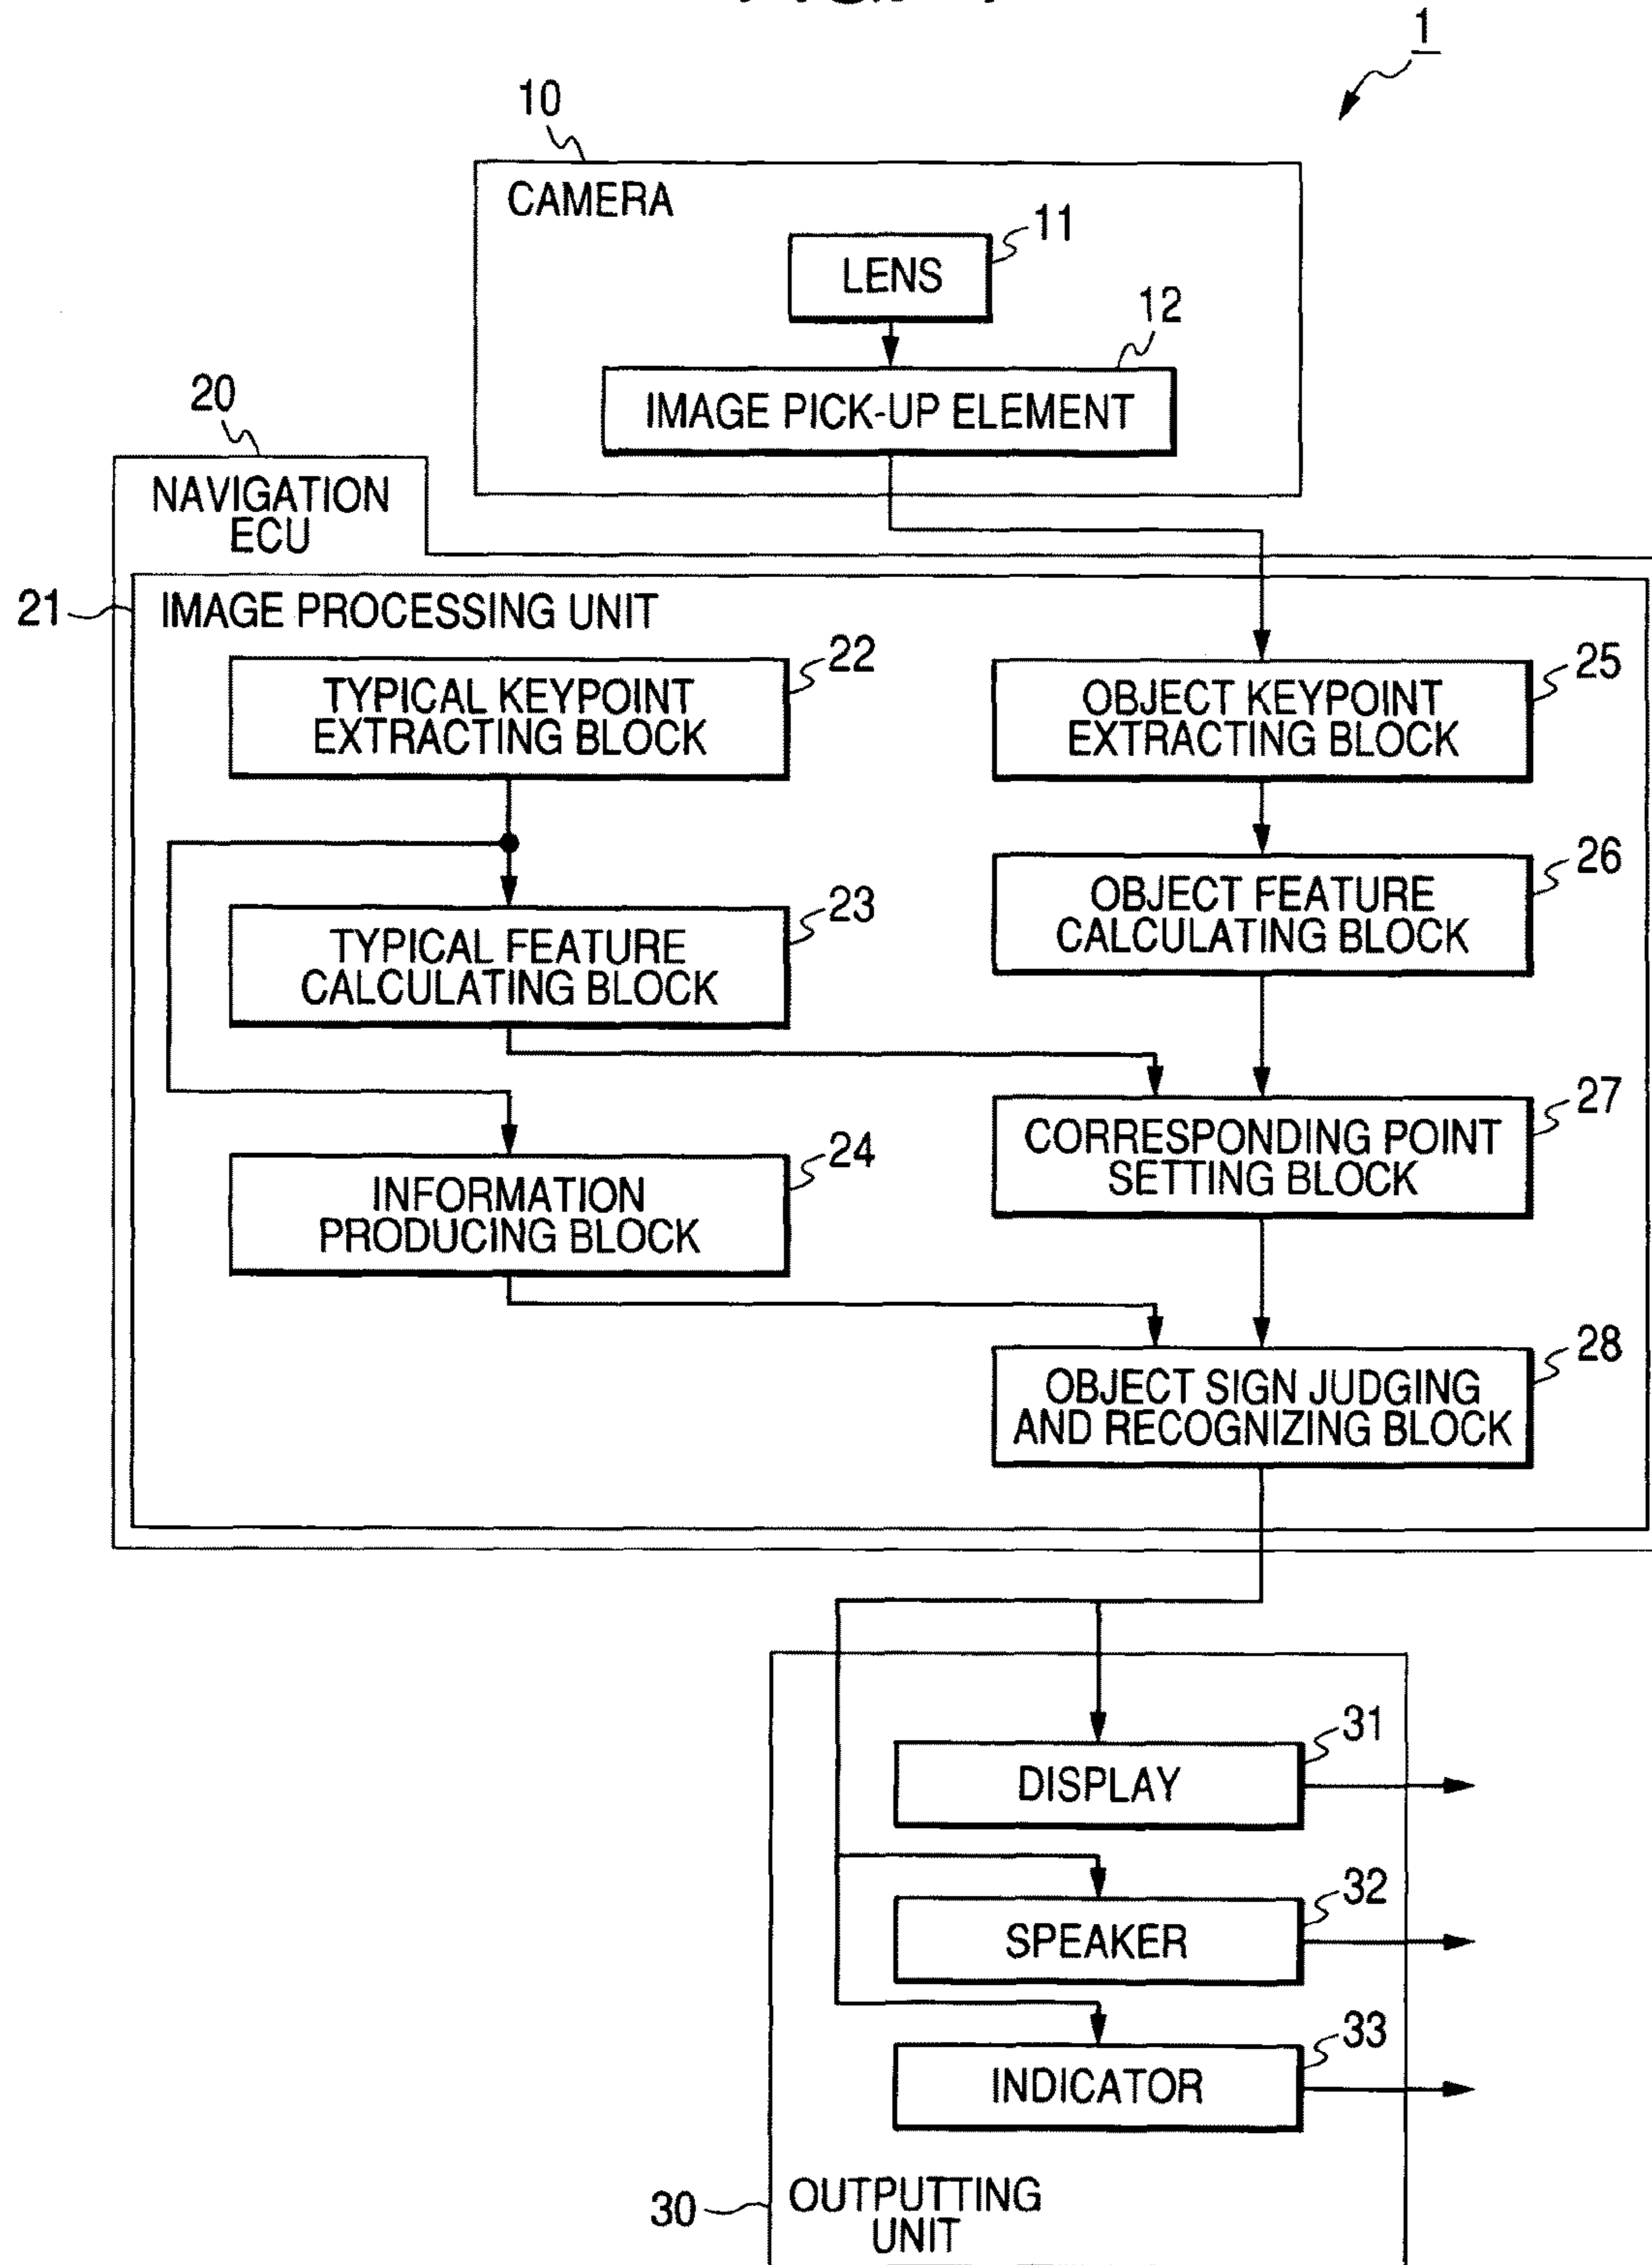 1
10
CAMERA
11
LENS
12
IMAGE PICK-UP ELEMENT
20
NAVIGATION
ECU
21
IMAGE PROCESSING UNIT
22
TYPICAL KEYPOINT
EXTRACTING BLOCK
25
OBJECT KEYPOINT
EXTRACTING BLOCK
23
TYPICAL FEATURE
CALCULATING BLOCK
26
OBJECT FEATURE
CALCULATING BLOCK
24
INFORMATION
PRODUCING BLOCK
27
CORRESPONDING POINT
SETTING BLOCK
28
OBJECT SIGN JUDGING
AND RECOGNIZING BLOCK
31
DISPLAY
32
SPEAKER
33
INDICATOR
30
OUTPUTTING
UNIT